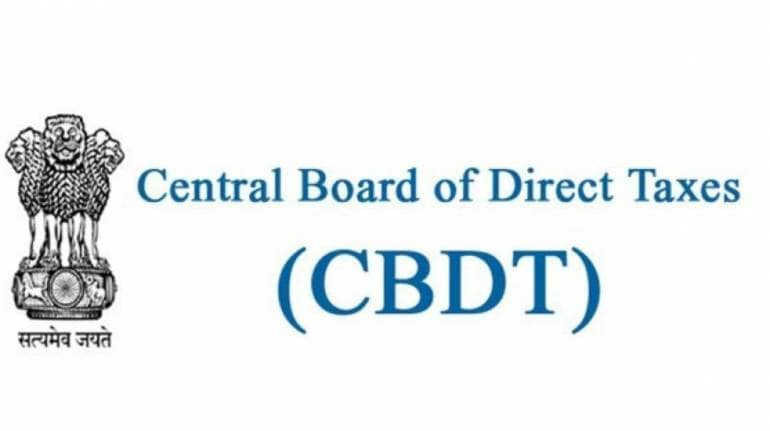 Central Board of Direct Taxes
(CBDT)
सत्यमेव जयते